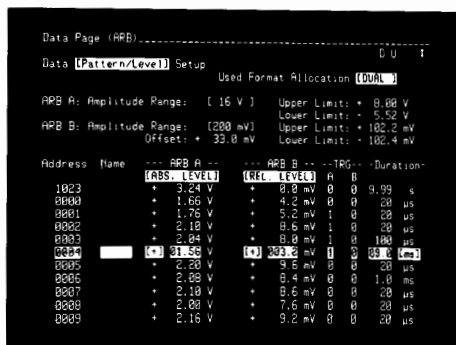 Data Page (ARB)
D U
Data [Pattern/Level] Setup
Used Format Allocation [DUAL ]
ARB A: Amplitude Range: [ 16 V ] Upper Limit: + 8.00 V
Lower Limit: - 5.52 V
ARB B: Amplitude Range: [200 mV] Upper Limit: + 102.2 mV
Offset: + 33.0 mV Lower Limit: - 102.4 mV
Address Name --- ARB A -- --- ARB B -- --TRG-- -Duration-
[ABS. LEVEL] [REL. LEVEL] A B
1023 + 3.24 V + 0.0 mV 0 0 9.99 s
0000 + 1.66 V + 4.2 mV 0 0 20 µs
0001 + 1.76 V + 5.2 mV 1 0 20 µs
0002 + 2.10 V + 8.6 mV 1 0 20 µs
0003 + 2.04 V + 8.0 mV 1 0 100 µs
0004 [+] 01.56 V [+] 003.2 mV 1 0 [ms]
0005 + 2.20 V + 9.6 mV 0 0 20 µs
0006 + 2.08 V + 8.4 mV 0 0 1.0 ms
0007 + 2.10 V + 8.6 mV 0 0 20 µs
0008 + 2.00 V + 7.6 mV 0 0 20 µs
0009 + 2.16 V + 9.2 mV 0 0 20 µs